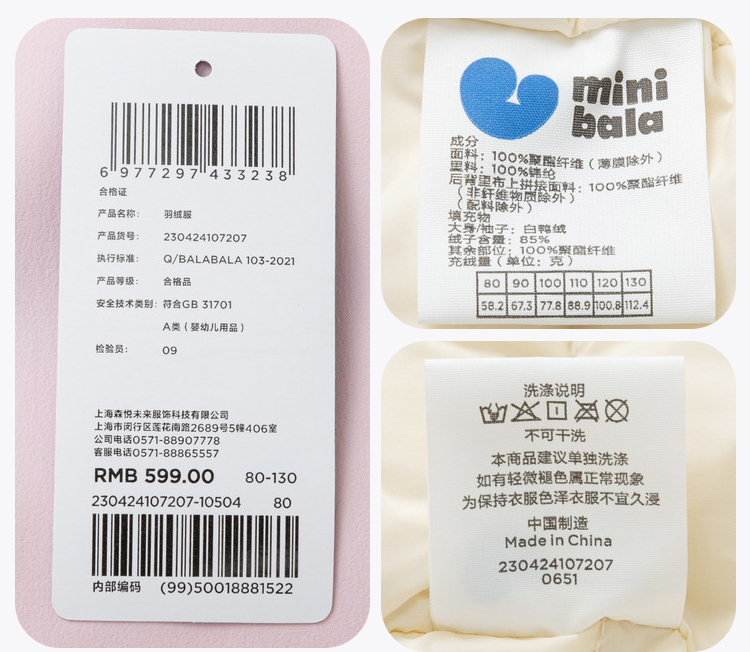 6 977297 433238
合格证
产品名称: 羽绒服
产品货号: 230424107207
执行标准: Q/BALABALA 103-2021
产品等级: 合格品
安全技术类别: 符合GB 31701
A类 (婴幼儿用品)
检验员: 09
上海森悦未来服饰科技有限公司
上海市闵行区莲花南路2689号5幢406室
公司电话0571-88907778
客服电话0571-88865557
RMB 599.00 80-130
230424107207-10504 80
内部编码 (99)50018881522
mini
bala
成分
面料: 100%聚酯纤维 (薄膜除外)
里料: 100%锦纶
后背里布上拼接面料: 100%聚酯纤维
(非纤维物质除外)
(配料除外)
填充物
大身/袖子: 白鸭绒
绒子含量: 85%
其余部位: 100%聚酯纤维
充绒量 (单位: 克)
80 90 100 110 120 130
58.2 67.3 77.8 88.9 100.8 112.4
洗涤说明
不可干洗
本商品建议单独洗涤
如有轻微褪色属正常现象
为保持衣服色泽衣服不宜久浸
中国制造
Made in China
230424107207
0651